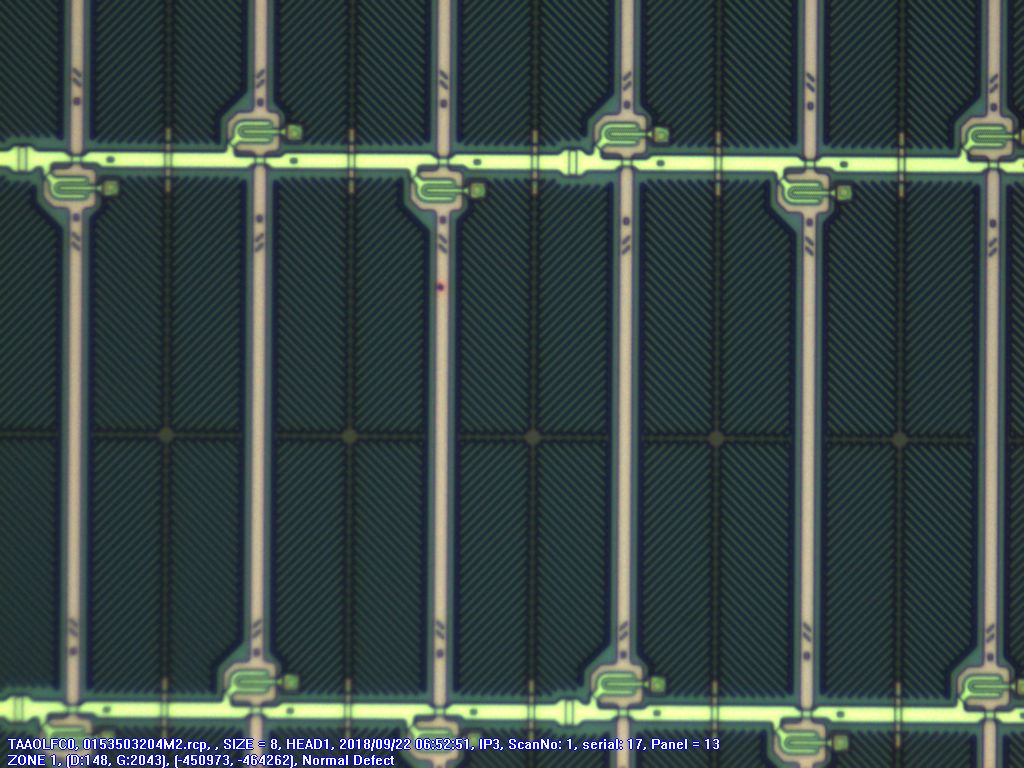 TAAOLFC0, 0153503204M2.rcp, , SIZE = 8, HEAD1, 2018/09/22 06:52:51, IP3, ScanNo: 1, serial: 17, Panel = 13
ZONE 1, (D:148, G:2043), (-450973, -464262), Normal Defect